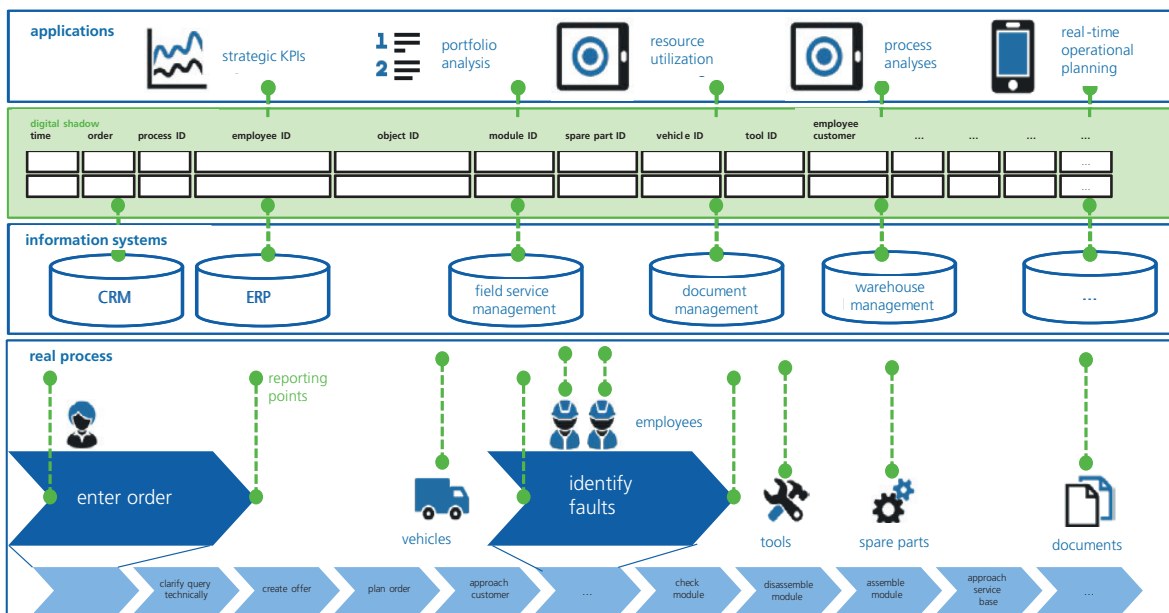 applications
strategic KPIs
1
2
portfolio
analysis
resource
utilization
process
analyses
real-time
operational
planning
digital shadow
time
order
process ID
employee ID
object ID
module ID
spare part ID
vehicle ID
tool ID
employee
customer
...
...
...
...
...
...
information systems
CRM
ERP
field service
management
document
management
warehouse
management
...
real process
reporting
points
employees
enter order
identify
faults
vehicles
tools
spare parts
documents
clarify query
technically
create offer
plan order
approach
customer
...
check
module
disassemble
module
assemble
module
approach
service
base
...